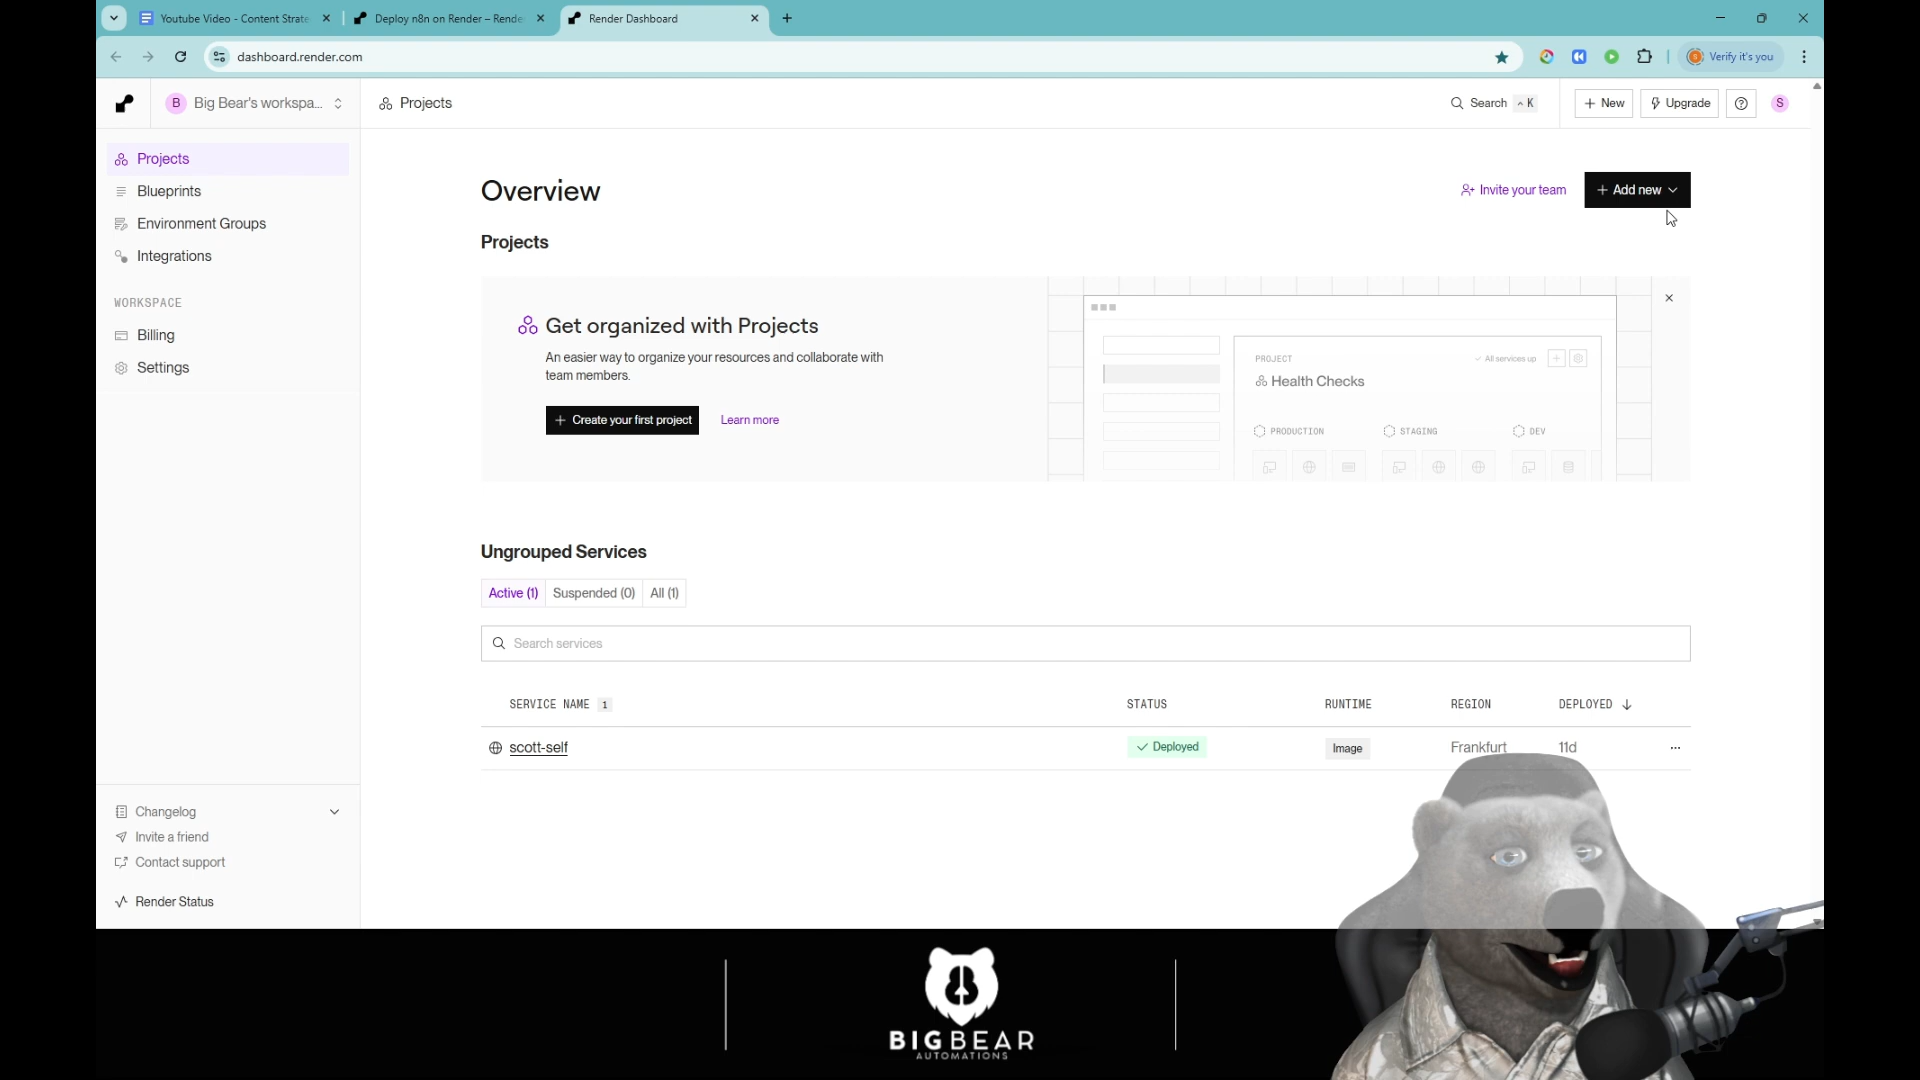 Youtube Video - Content Strate
Deploy n8n on Render – Rende
Render Dashboard
dashboard.render.com
Verify it's you
B Big Bear's workspa...
Projects
Search ^ K
+ New
Upgrade
S
Projects
Blueprints
Environment Groups
Integrations
WORKSPACE
Billing
Settings
Changelog
Invite a friend
Contact support
Render Status
Overview
Invite your team
+ Add new
Projects
Get organized with Projects
An easier way to organize your resources and collaborate with
team members.
+ Create your first project
Learn more
PROJECT
All services up
Health Checks
PRODUCTION
STAGING
DEV
Ungrouped Services
Active (1)
Suspended (0)
All (1)
Search services
SERVICE NAME 1
STATUS
RUNTIME
REGION
DEPLOYED
scott-self
Deployed
Image
Frankfurt
11d
BIGBEAR
AUTOMATIONS